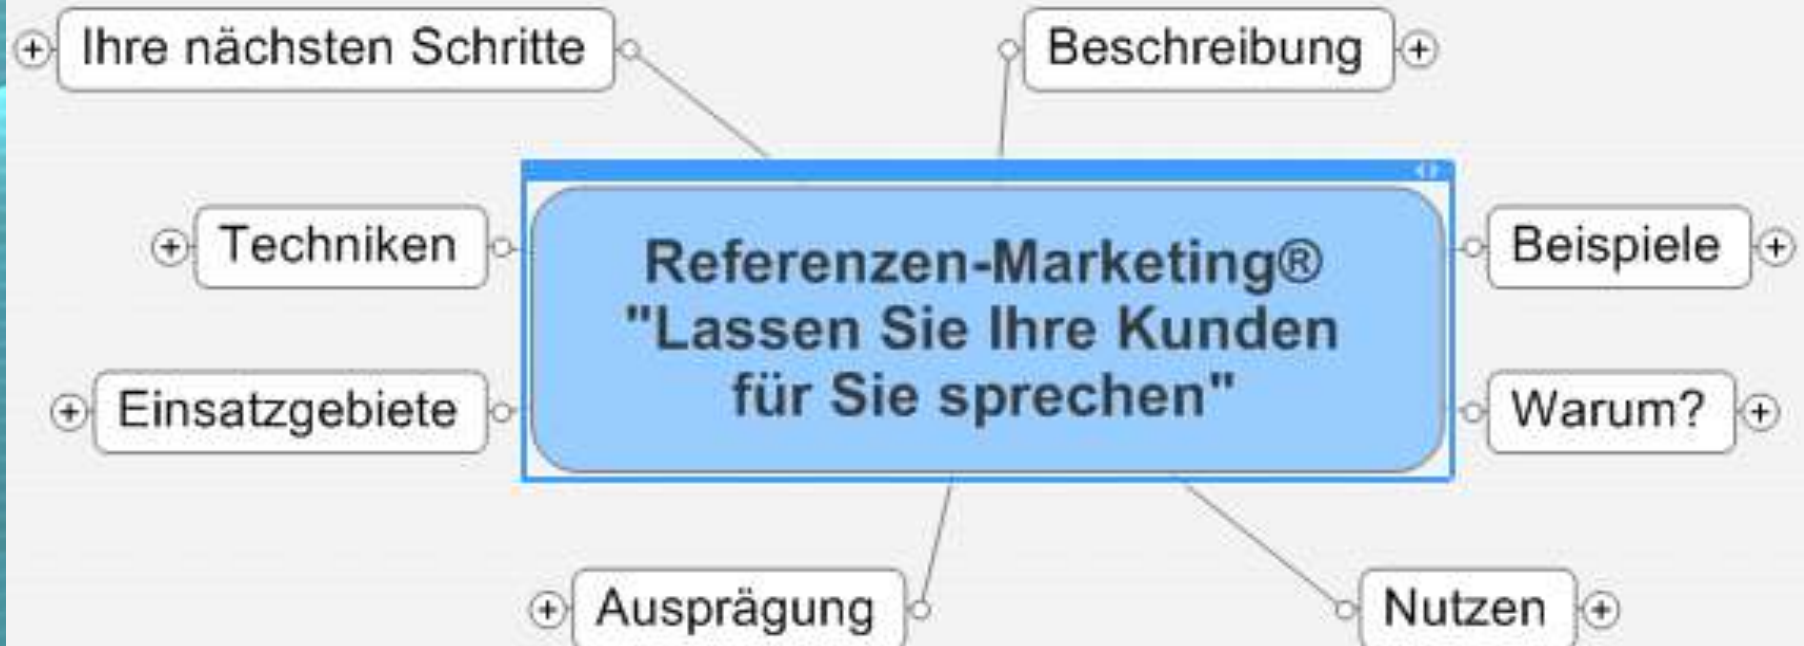 Ihre nächsten Schritte
Beschreibung
Techniken
Referenzen-Marketing®
"Lassen Sie Ihre Kunden
für Sie sprechen"
Beispiele
Einsatzgebiete
Warum?
Ausprägung
Nutzen